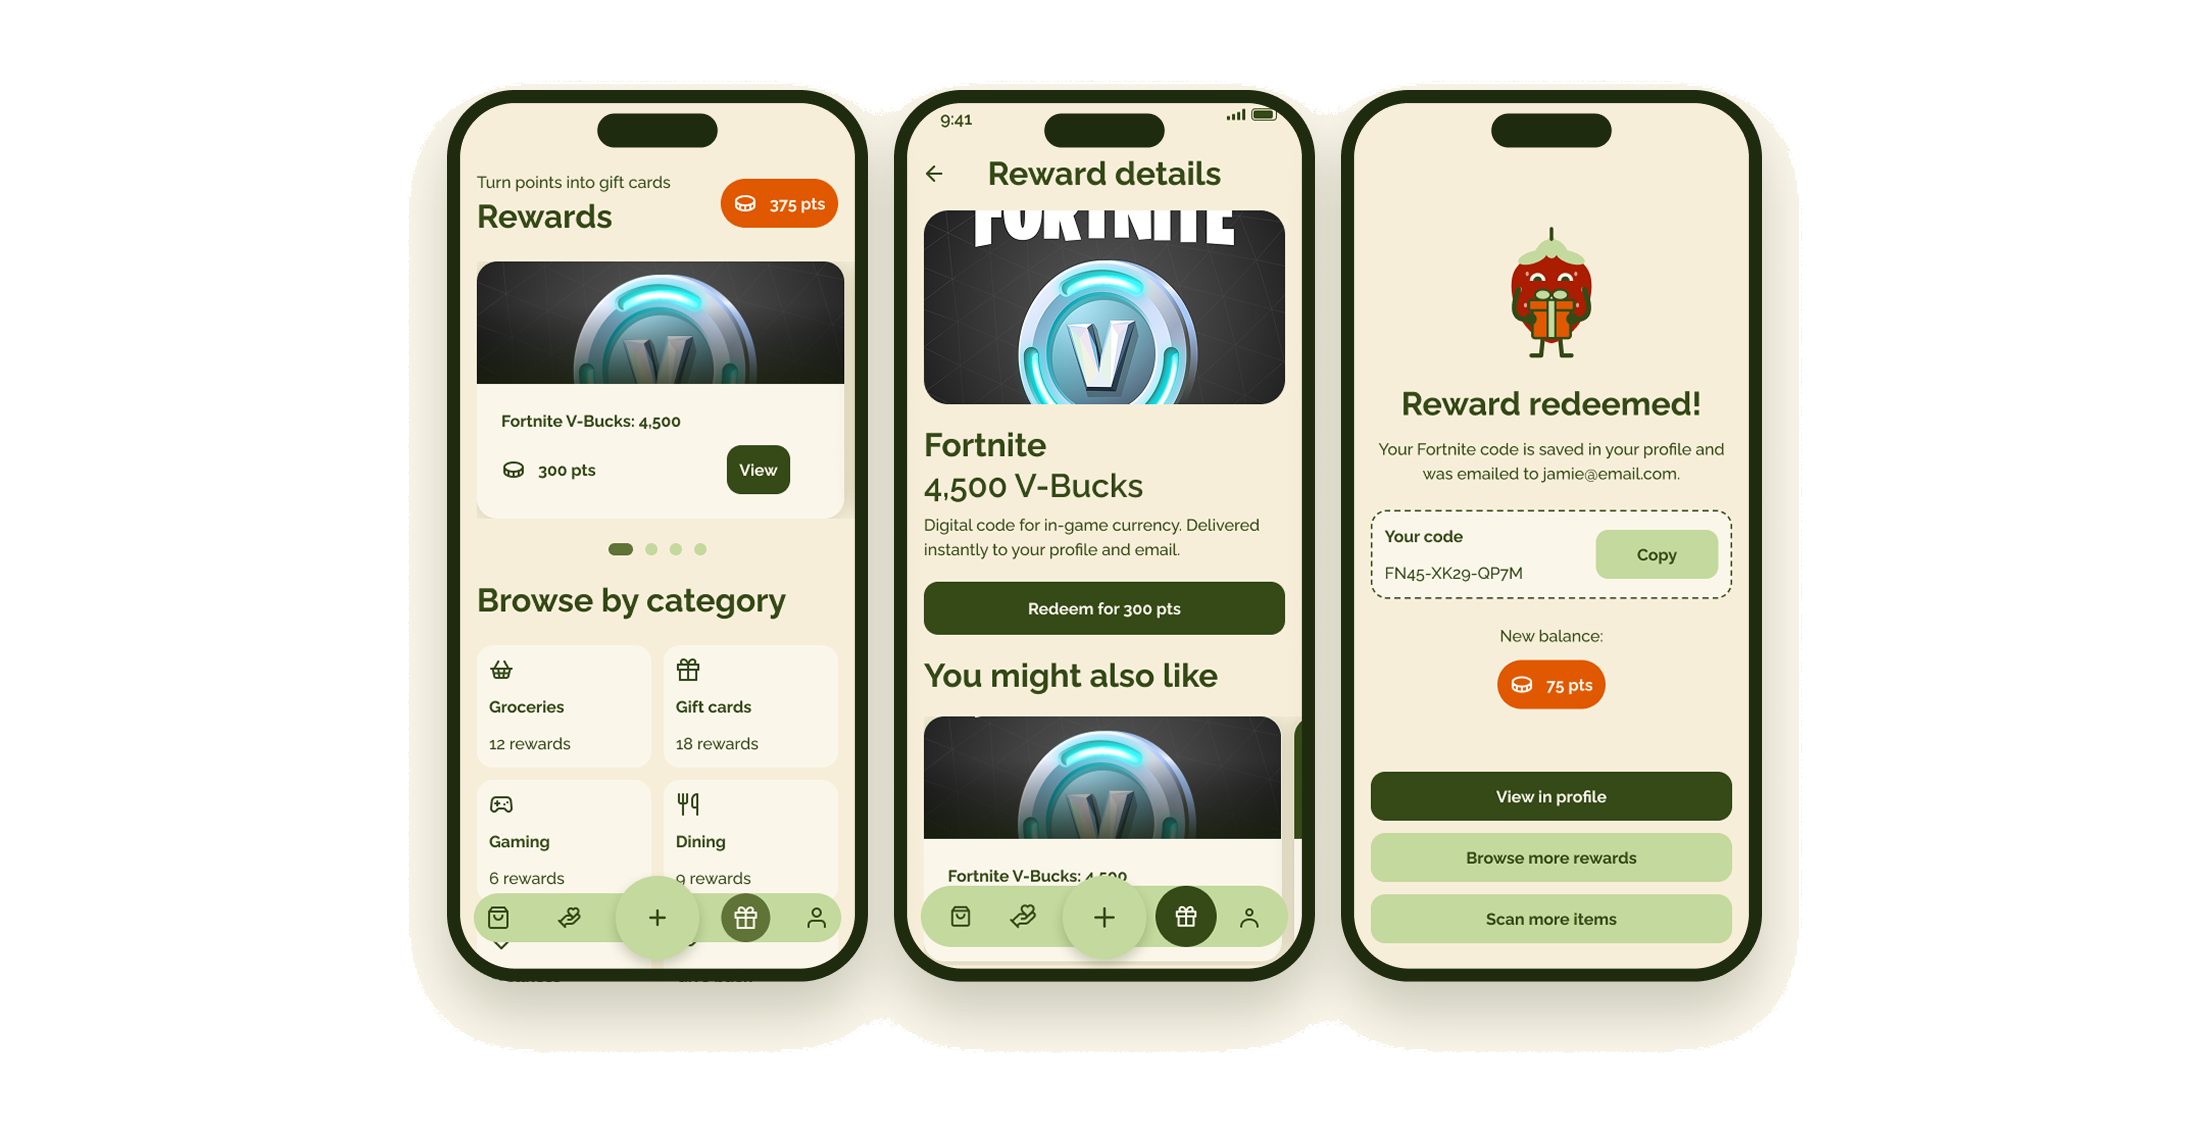 Turn points into gift cards
Rewards
375 pts
Fortnite V-Bucks: 4,500
300 pts
View
Browse by category
Groceries
12 rewards
Gift cards
18 rewards
Gaming
6 rewards
Dining
9 rewards
9:41
Reward details
FORTNITE
V
Fortnite
4,500 V-Bucks
Digital code for in-game currency. Delivered
instantly to your profile and email.
Redeem for 300 pts
You might also like
V
Fortnite V-Bucks: 4,500
Reward redeemed!
Your Fortnite code is saved in your profile and
was emailed to jamie@email.com.
Your code
FN45-XK29-QP7M
Copy
New balance:
75 pts
View in profile
Browse more rewards
Scan more items